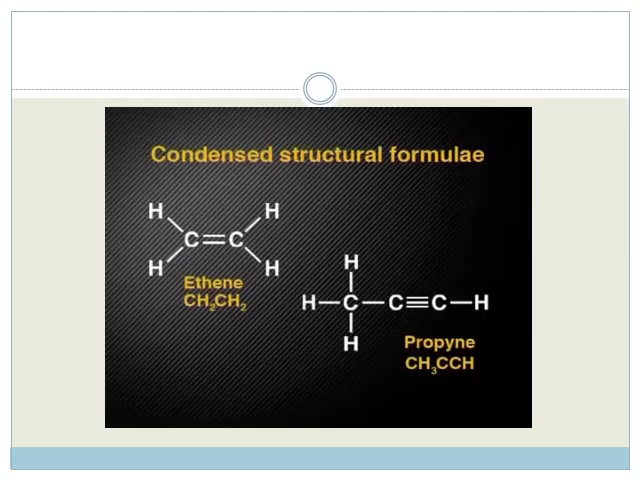 Condensed structural formulae
H H
C=C
H H
Ethene
CH₂CH₂
H
H—C—C≡C—H
H
Propyne
CH₃CCH